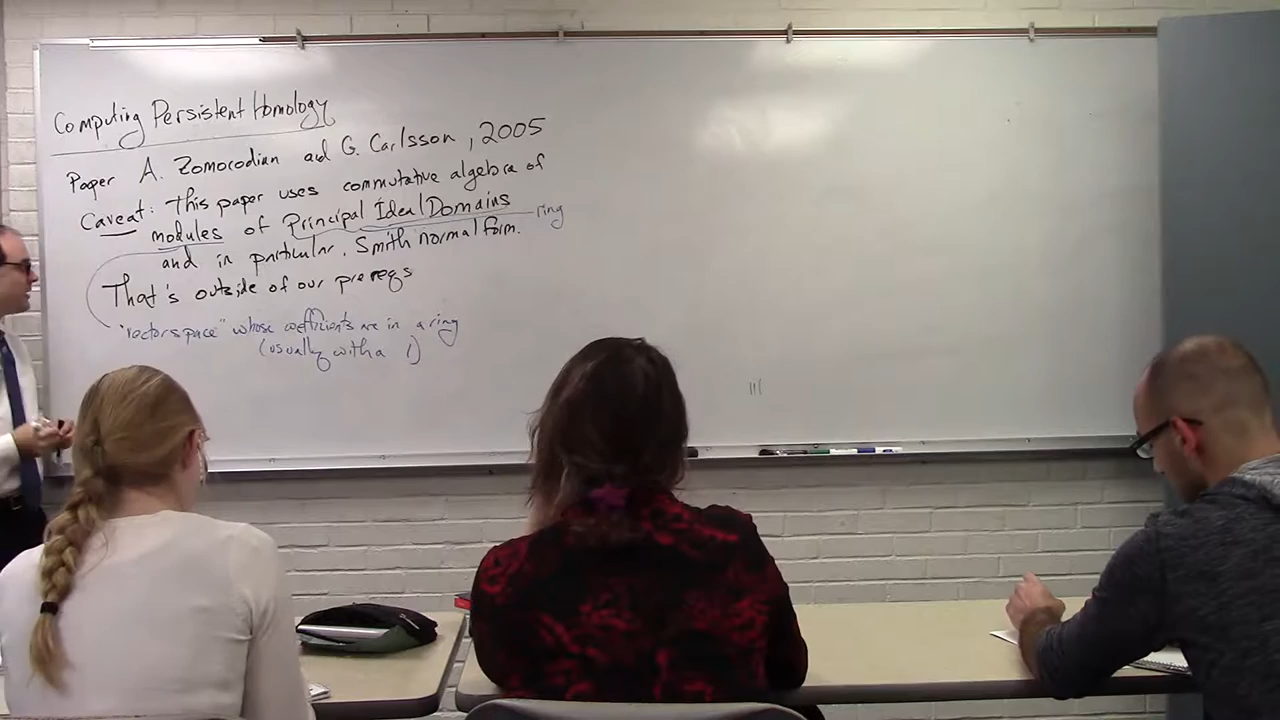 Computing Persistent Homology
Paper A. Zomorodian and G. Carlsson, 2005
Caveat: This paper uses commutative algebra of
modules of Principal Ideal Domains
ring
and in particular, Smith normal form.
That's outside of our prereqs
"vectorspace" whose coefficients are in a ring
(usually with a 1)